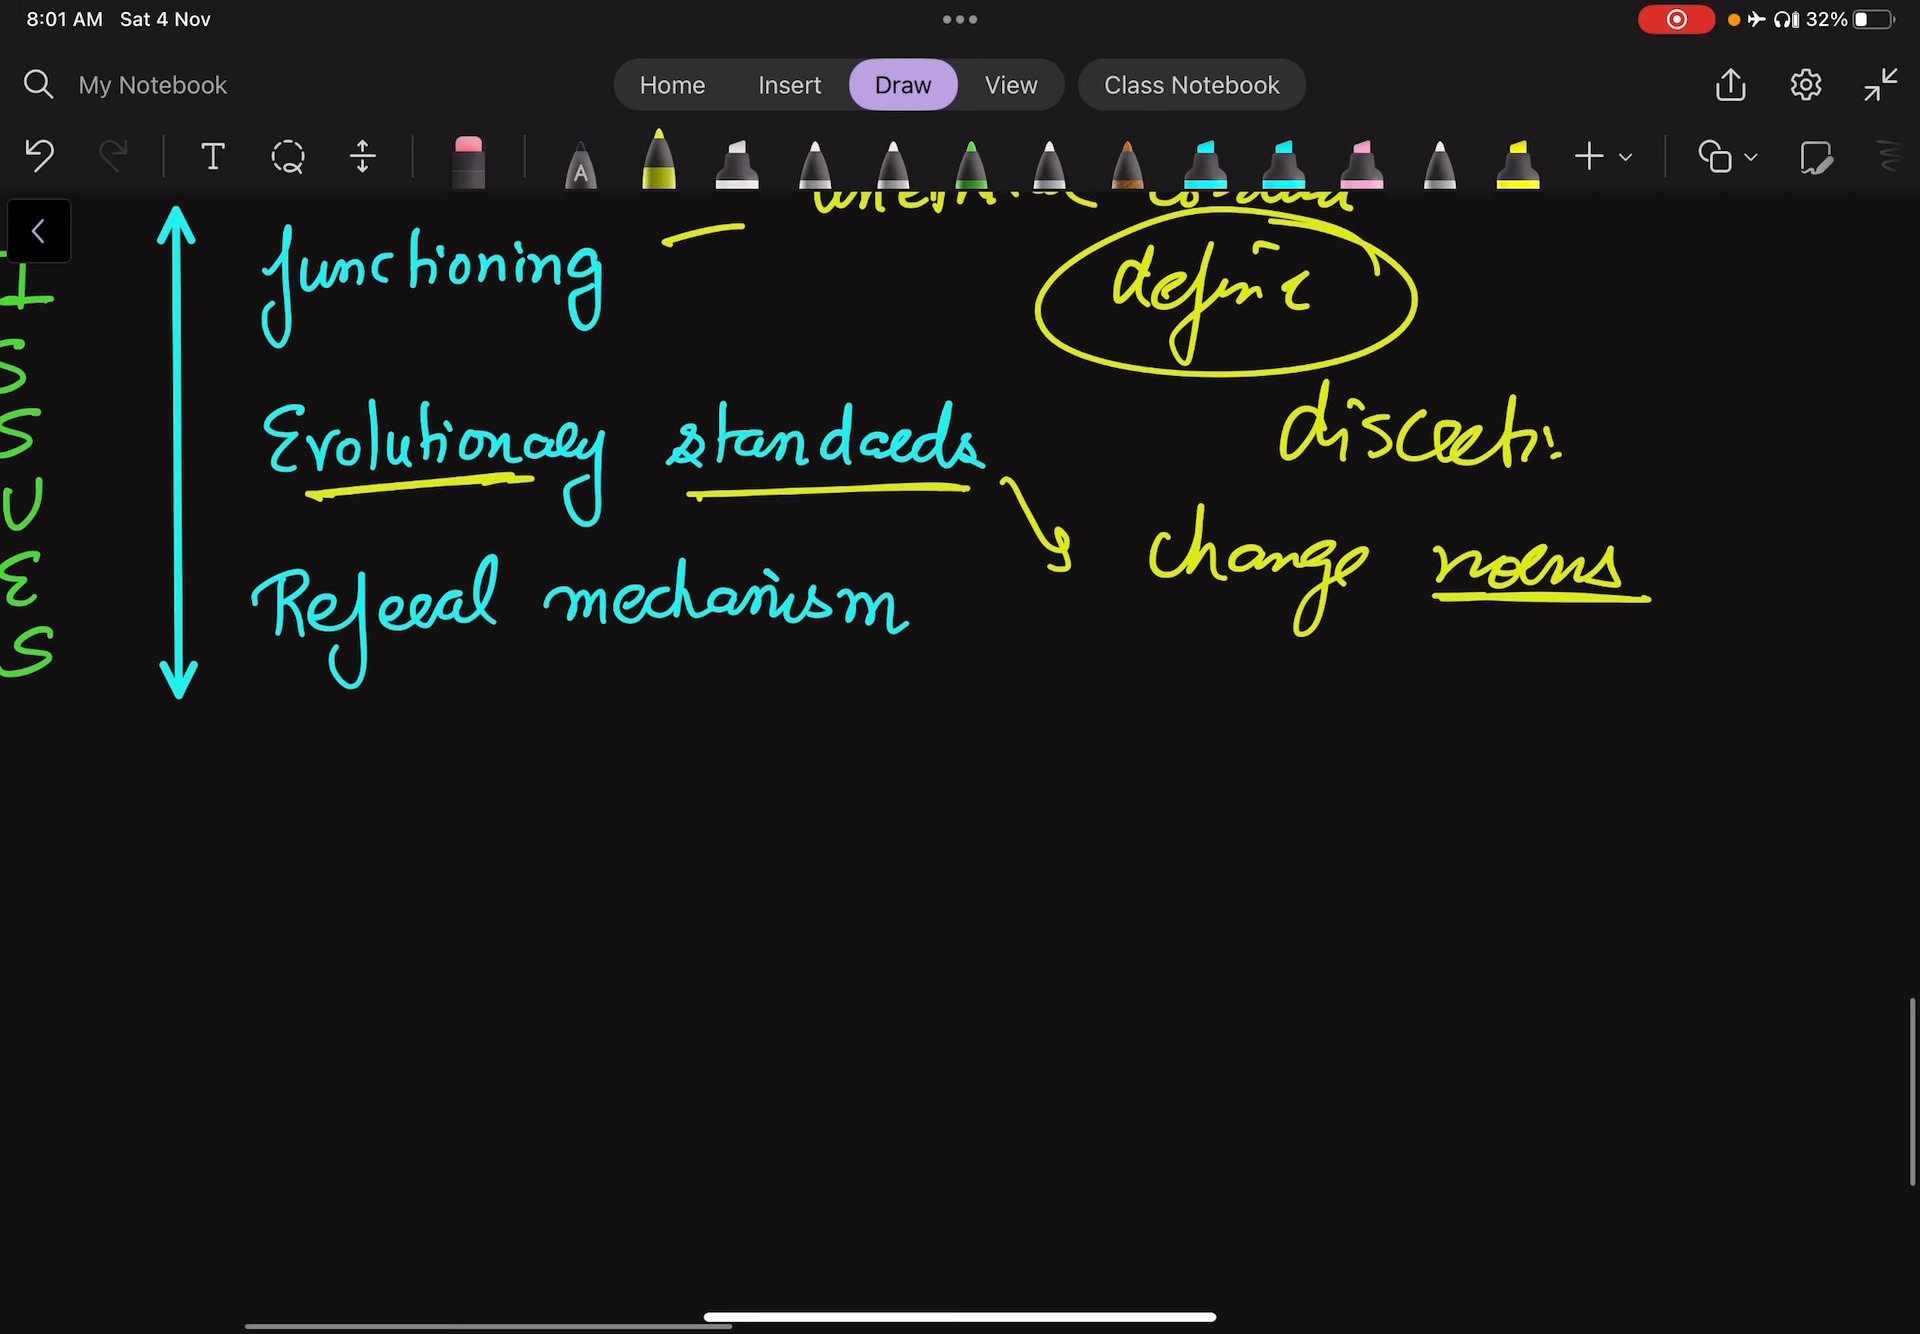 8:01 AM Sat 4 Nov
32%
My Notebook
Home Insert Draw View Class Notebook
T A
functioning
define
Evolutionary standards
discreti
change norms
Referral mechanism
I
S
S
U
E
S